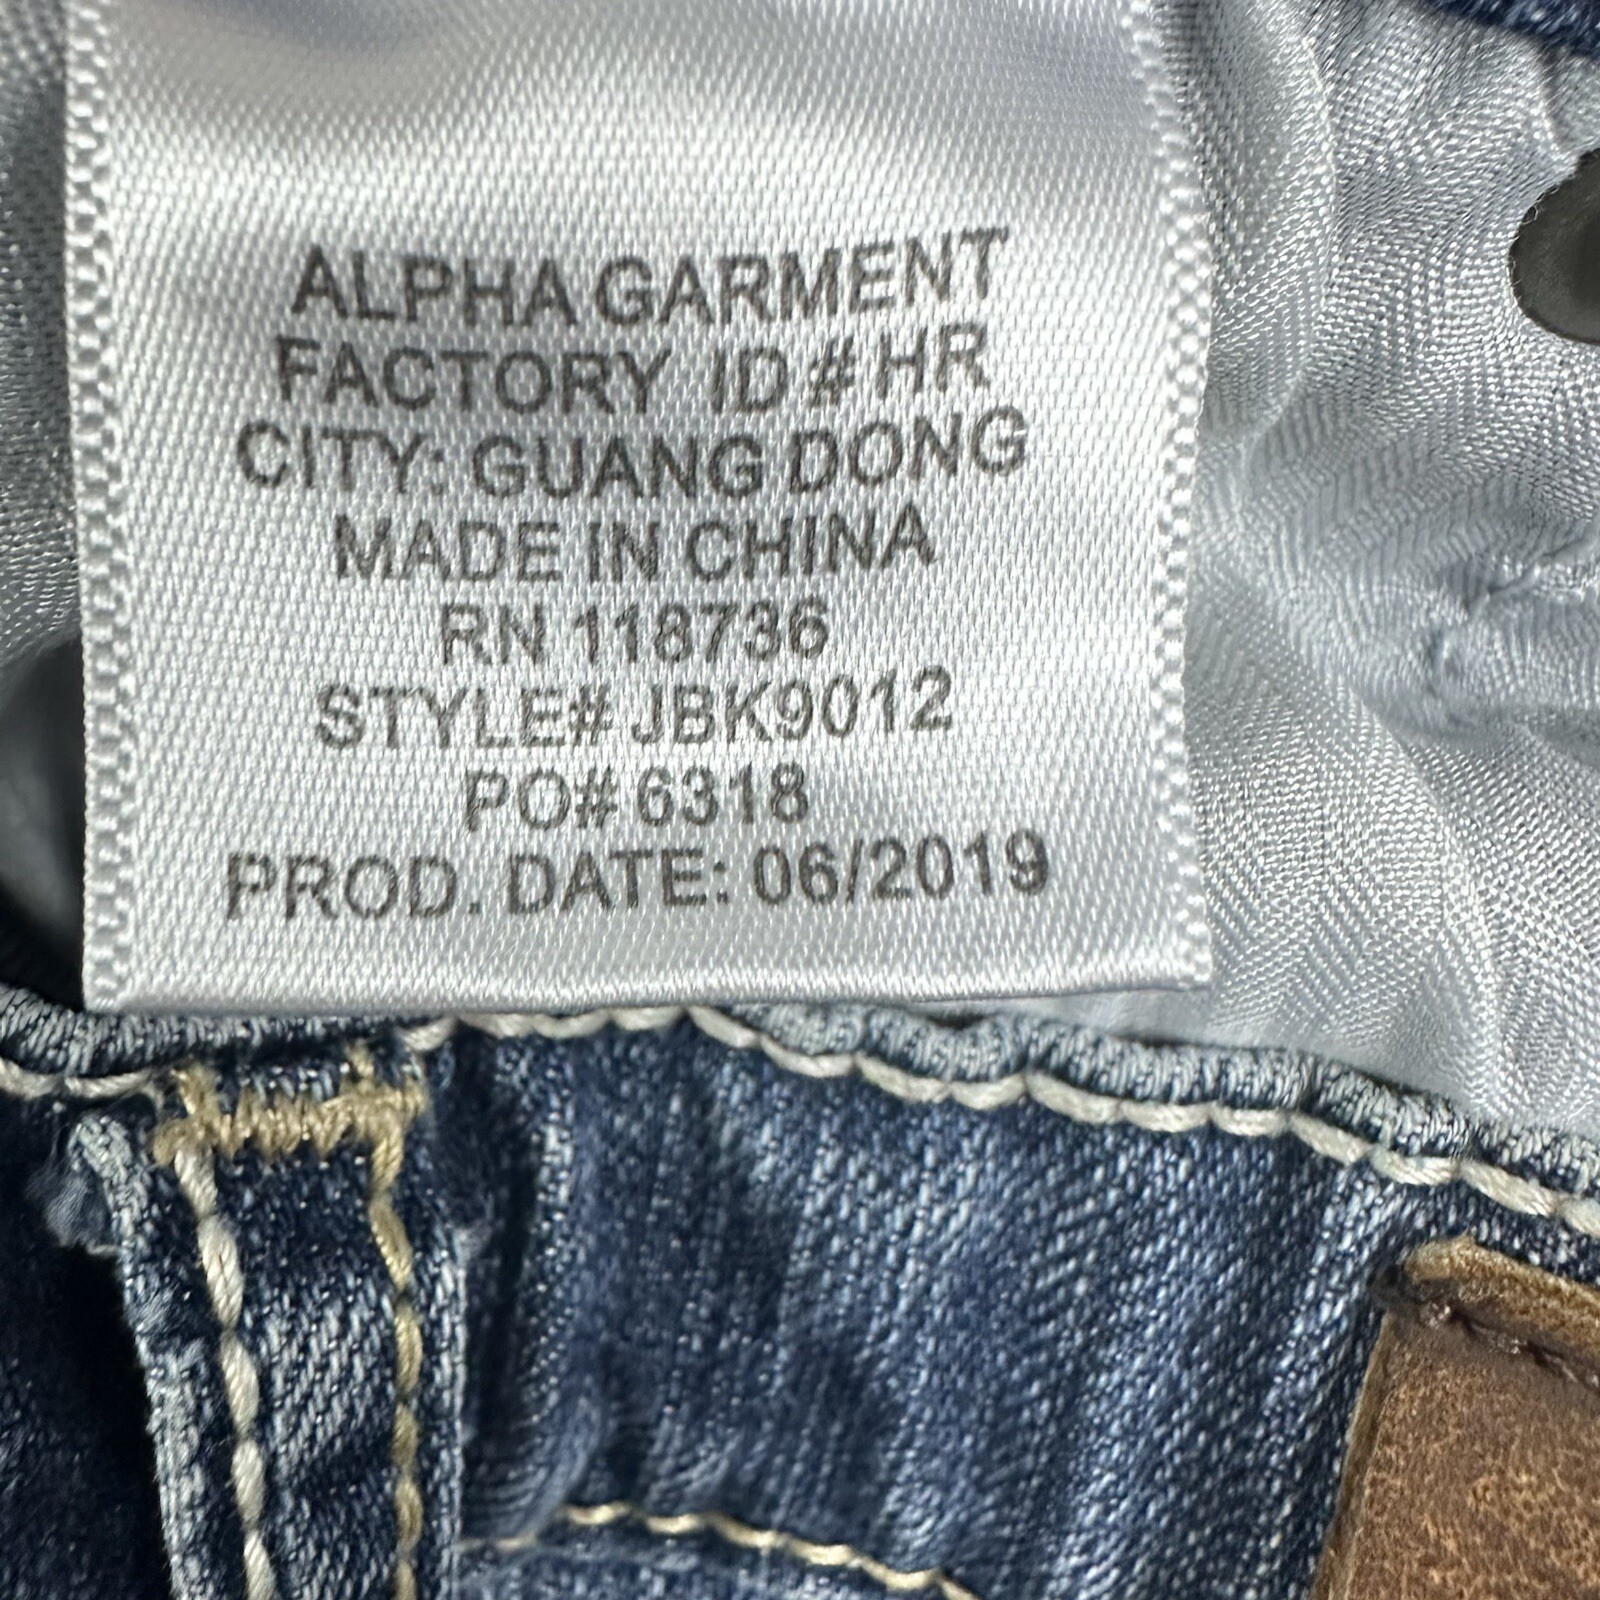 ALPHA GARMENT
FACTORY ID # HR
CITY: GUANG DONG
MADE IN CHINA
RN 118736
STYLE# JBK9012
PO# 6318
PROD. DATE: 06/2019